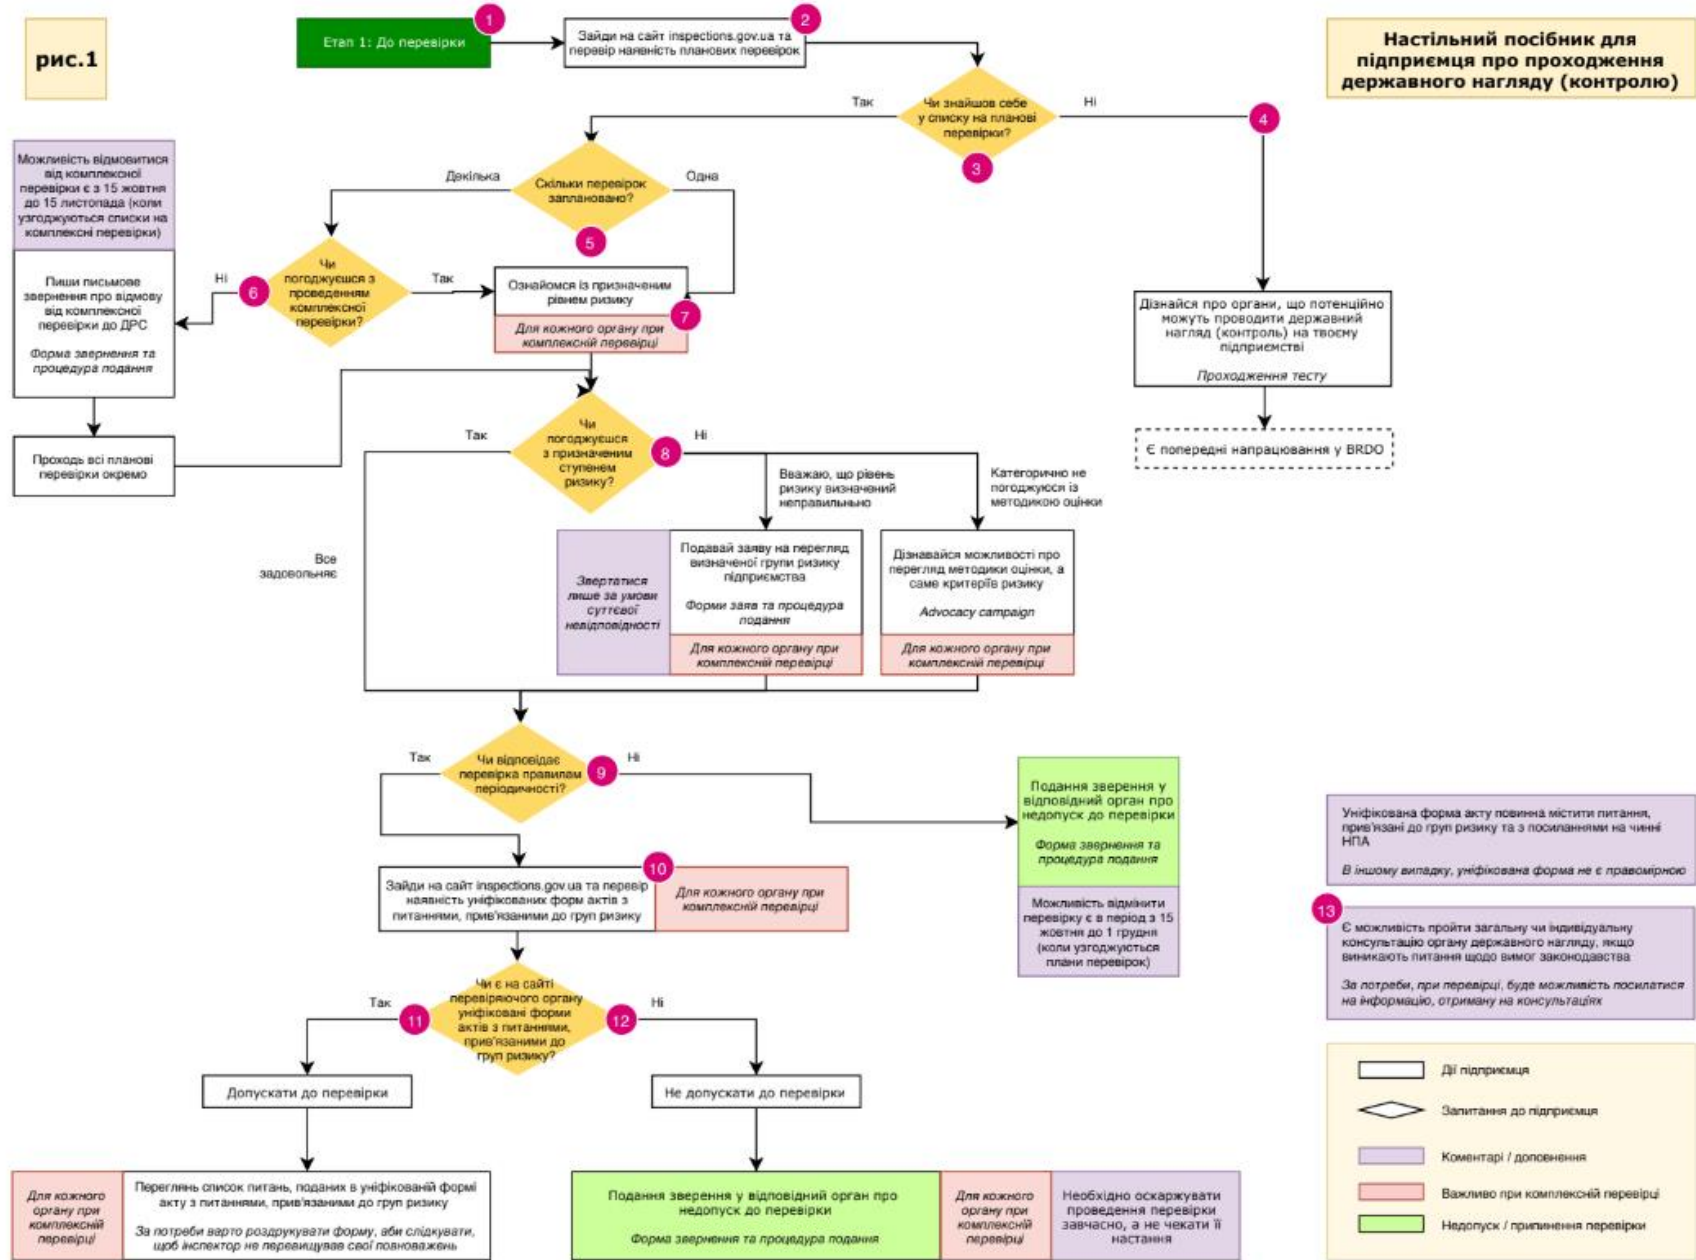 рис.1
Етап 1: До перевірки
1
Зайди на сайт inspections.gov.ua та
перевір наявність планових перевірок
2
Настільний посібник для
підприємця про проходження
державного нагляду (контролю)
Так
Чи знайшов себе
у списку на планові
перевірки?
Ні
3
4
Можливість відмовитися
від комплексної
перевірки є з 15 жовтня
до 15 листопада (коли
узгоджуються списки на
комплексні перевірки)
Декілька
Скільки перевірок
заплановано?
Одна
5
Пиши письмове
звернення про відмову
від комплексної
перевірки до ДРС
Форма звернення та
процедура подання
Ні
6
Чи
погоджуєшся з
проведенням
комплексної
перевірки?
Так
Ознайомся із призначеним
рівнем ризику
7
Для кожного органу при
комплексній перевірці
Дізнайся про органи, що потенційно
можуть проводити державний
нагляд (контроль) на твоєму
підприємстві
Проходження тесту
Є попередні напрацювання у BRDO
Проходь всі планові
перевірки окремо
Так
Чи
погоджуєшся
з призначеним
ступенем
ризику?
8
Ні
Вважаю, що рівень
ризику визначений
неправильньно
Категорично не
погоджуюся із
методикою оцінки
Все
задовольняє
Звертатися
лише за умови
суттєвої
невідповідності
Подавай заяву на перегляд
визначеної групи ризику
підприємства
Форми заяв та процедура
подання
Для кожного органу при
комплексній перевірці
Дізнавайся можливості про
перегляд методики оцінки, а
саме критеріїв ризику
Advocacy campaign
Для кожного органу при
комплексній перевірці
Так
Чи відповідає
перевірка правилам
періодичності?
9
Ні
Подання зверення у
відповідний орган про
недопуск до перевірки
Форма звернення та
процедура подання
Можливість відмінити
перевірку є в період з 15
жовтня до 1 грудня
(коли узгоджуються
плани перевірок)
10
Зайди на сайт inspections.gov.ua та перевір
наявність уніфікованих форм актів з
питаннями, прив'язаними до груп ризику
Для кожного органу при
комплексній перевірці
Уніфікована форма акту повинна містити питання,
прив'язані до груп ризику та з посиланнями на чинні
НПА
В іншому випадку, уніфікована форма не є правомірною
13
Є можливість пройти загальну чи індивідуальну
консультацію органу державного нагляду, якщо
виникають питання щодо вимог законодавства
За потреби, при перевірці, буде можливість посилатися
на інформацію, отриману на консультаціях
Так
11
Чи є на сайті
перевіряючого органу
уніфіковані форми
актів з питаннями,
прив'язаними до
груп ризику?
12
Ні
Допускати до перевірки
Не допускати до перевірки
Для кожного
органу при
комплексній
перевірці
Переглянь список питань, поданих в уніфікованій формі
акту з питаннями, прив'язаними до груп ризику
За потреби варто роздрукувати форму, аби слідкувати,
щоб інспектор не перевищував свої повноважень
Подання зверення у відповідний орган про
недопуск до перевірки
Форма звернення та процедура подання
Для кожного
органу при
комплексній
перевірці
Необхідно оскаржувати
проведення перевірки
завчасно, а не чекати її
настання
Дії підприємця
Запитання до підприємця
Коментарі / доповнення
Важливо при комплексній перевірці
Недопуск / припинення перевірки